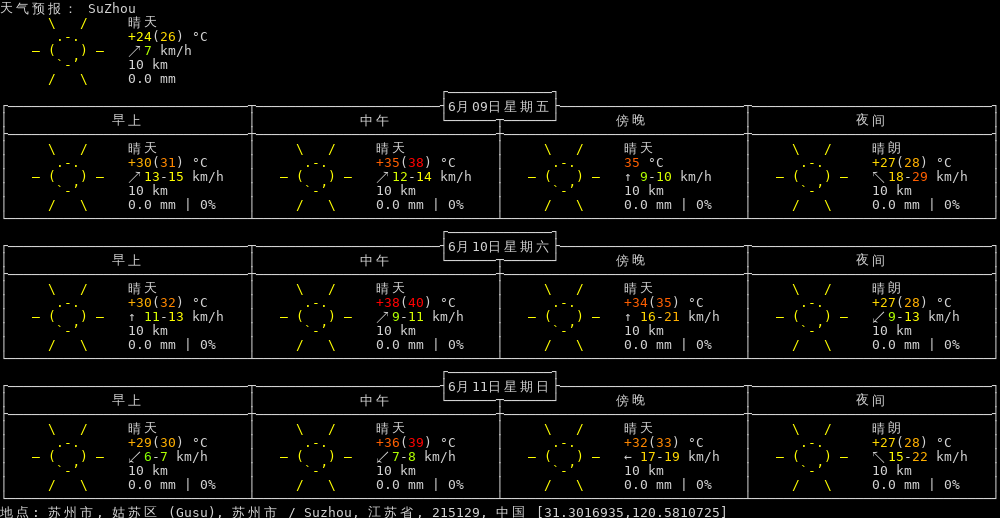 天气预报: SuZhou
晴天
+24(26) °C
↗ 7 km/h
10 km
0.0 mm
6月09日星期五
早上 中午 傍晚 夜间
晴天 晴天 晴天 晴朗
+30(31) °C +35(38) °C 35 °C +27(28) °C
↗ 13-15 km/h ↗ 12-14 km/h ↑ 9-10 km/h ↖ 18-29 km/h
10 km 10 km 10 km 10 km
0.0 mm | 0% 0.0 mm | 0% 0.0 mm | 0% 0.0 mm | 0%
6月10日星期六
早上 中午 傍晚 夜间
晴天 晴天 晴天 晴朗
+30(32) °C +38(40) °C +34(35) °C +27(28) °C
↑ 11-13 km/h ↗ 9-11 km/h ↑ 16-21 km/h ↙ 9-13 km/h
10 km 10 km 10 km 10 km
0.0 mm | 0% 0.0 mm | 0% 0.0 mm | 0% 0.0 mm | 0%
6月11日星期日
早上 中午 傍晚 夜间
晴天 晴天 晴天 晴朗
+29(30) °C +36(39) °C +32(33) °C +27(28) °C
↙ 6-7 km/h ↙ 7-8 km/h ← 17-19 km/h ↖ 15-22 km/h
10 km 10 km 10 km 10 km
0.0 mm | 0% 0.0 mm | 0% 0.0 mm | 0% 0.0 mm | 0%
地点: 苏州市, 姑苏区 (Gusu), 苏州市 / Suzhou, 江苏省, 215129, 中国 [31.3016935,120.5810725]